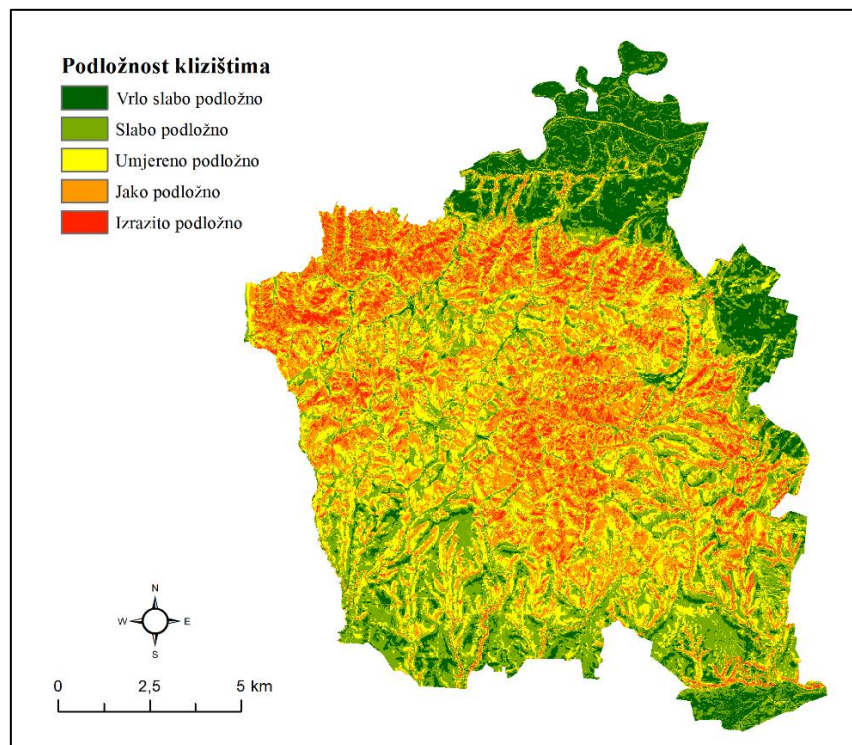 Podložnost klizištima
Vrlo slabo podložno
Slabo podložno
Umjereno podložno
Jako podložno
Izrazito podložno
N
W E
S
0 2,5 5 km